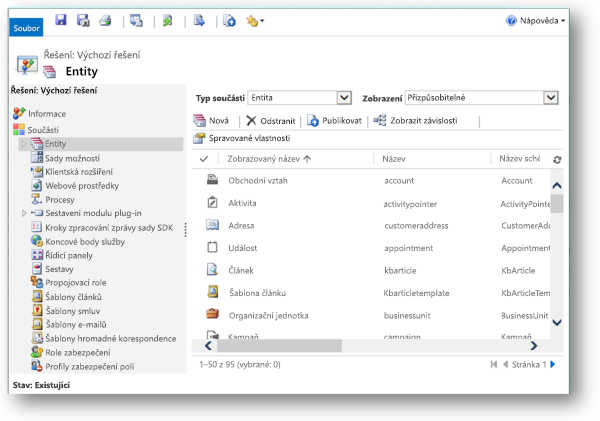 Soubor
Nápověda
Řešení: Výchozí řešení
Entity
Řešení: Výchozí řešení
Informace
Součásti
Entity
Sady možností
Klientská rozšíření
Webové prostředky
Procesy
Sestavení modulu plug-in
Kroky zpracování zprávy sady SDK
Koncové body služby
Řídicí panely
Sestavy
Propojovací role
Šablony článků
Šablony smluv
Šablony e-mailů
Šablony hromadné korespondence
Role zabezpečení
Profily zabezpečení polí
Typ součásti Entita Zobrazení Přizpůsobitelné
Nová Odstranit Publikovat Zobrazit závislosti
Spravované vlastnosti
Zobrazovaný název Název Název schí
Obchodní vztah account Account
Aktivita activitypointer ActivityPointe
Adresa customeraddress CustomerAd
Událost appointment Appointment
Článek kbarticle KbArticle
Šablona článku Kbarticletemplate KbArticleTem
Organizační jednotka businessunit BusinessUnit
Kampaň campaign Kampaň
1–50 z 95 (vybrané: 0) Stránka 1
Stav: Existující